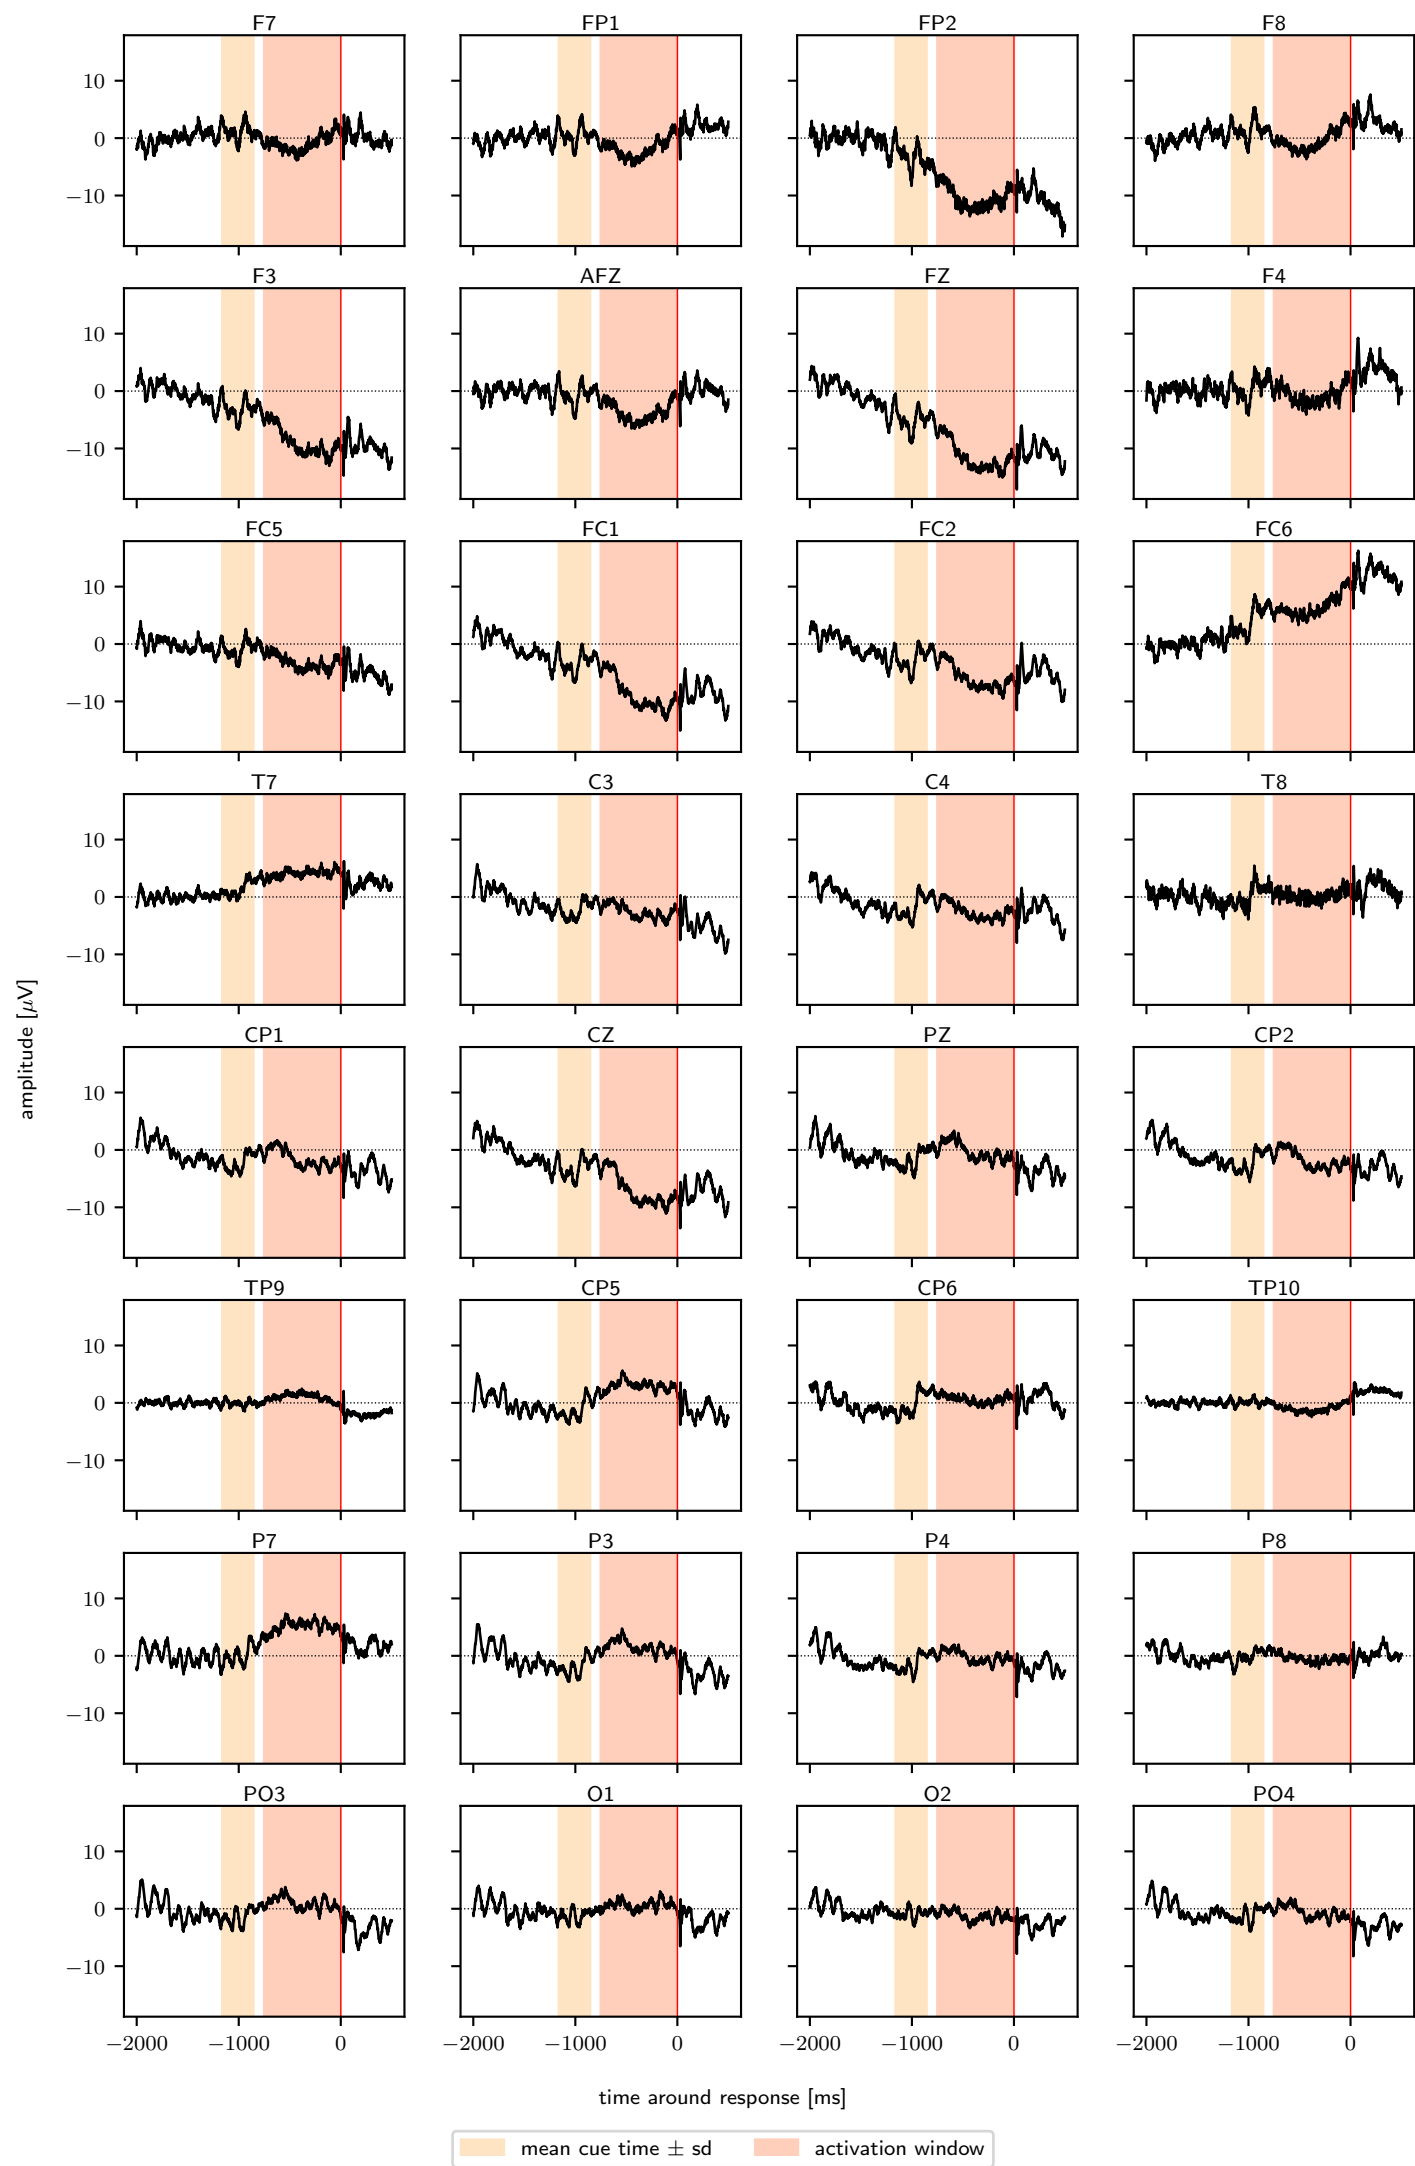 F7 FP1 FP2 F8
10
0
−10
F3 AFZ FZ F4
10
0
−10
FC5 FC1 FC2 FC6
10
0
−10
T7 C3 C4 T8
10
0
−10
amplitude [μV]
CP1 CZ PZ CP2
10
0
−10
TP9 CP5 CP6 TP10
10
0
−10
P7 P3 P4 P8
10
0
−10
PO3 O1 O2 PO4
10
0
−10
−2000 −1000 0 −2000 −1000 0 −2000 −1000 0 −2000 −1000 0
time around response [ms]
mean cue time ± sd activation window